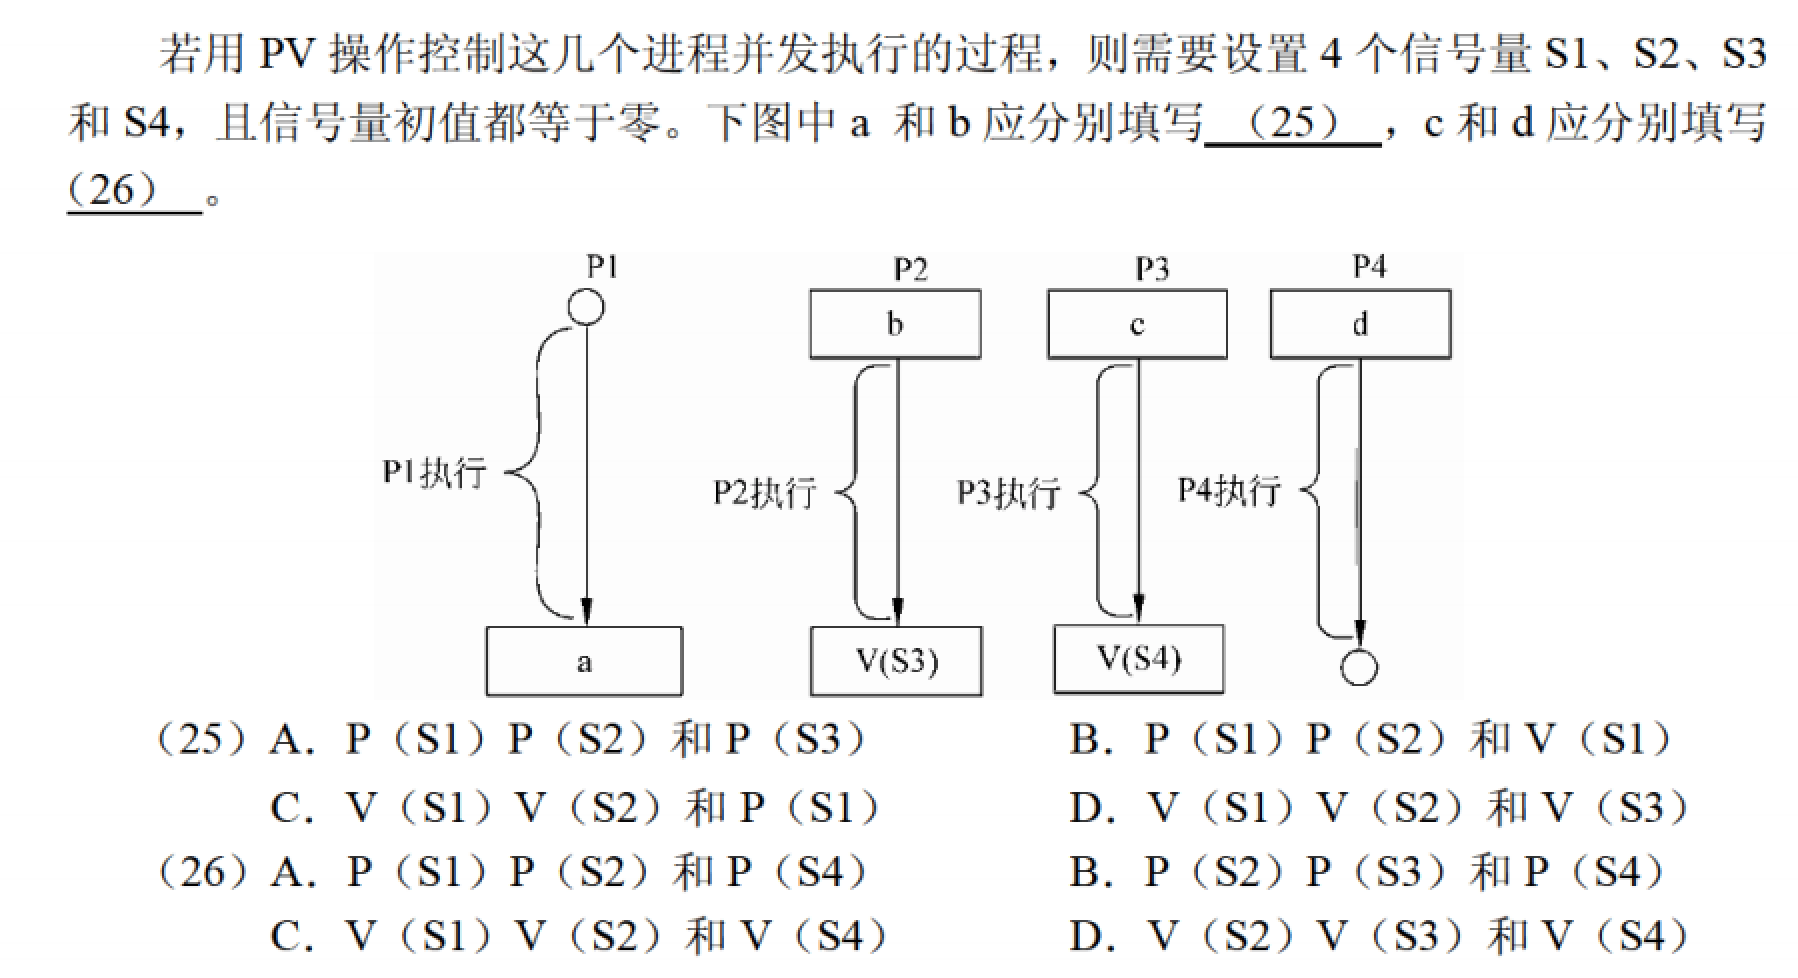 若用 PV 操作控制这几个进程并发执行的过程，则需要设置 4 个信号量 S1、S2、S3
和 S4，且信号量初值都等于零。下图中 a 和 b 应分别填写 （25） ，c 和 d 应分别填写
（26） 。
P1 P2 P3 P4
b c d
P1执行 P2执行 P3执行 P4执行
a V(S3) V(S4)
（25）A．P（S1）P（S2）和 P（S3） B．P（S1）P（S2）和 V（S1）
C．V（S1）V（S2）和 P（S1） D．V（S1）V（S2）和 V（S3）
（26）A．P（S1）P（S2）和 P（S4） B．P（S2）P（S3）和 P（S4）
C．V（S1）V（S2）和 V（S4） D．V（S2）V（S3）和 V（S4）